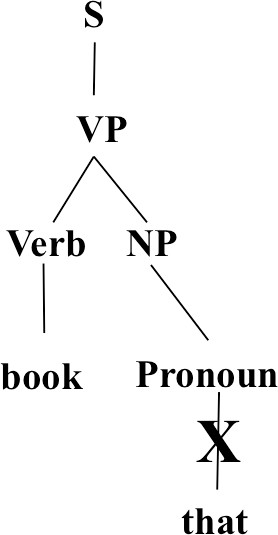 S
VP
Verb NP
book Pronoun
X
that